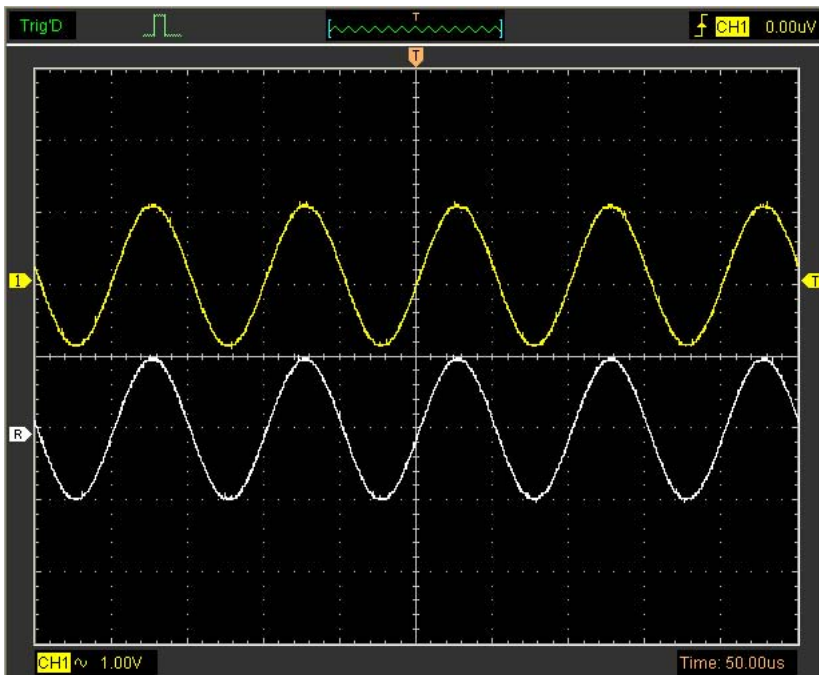 Trig'D
T
CH1 0.00uV
T
1
T
R
CH1 ∿ 1.00V
Time: 50.00us